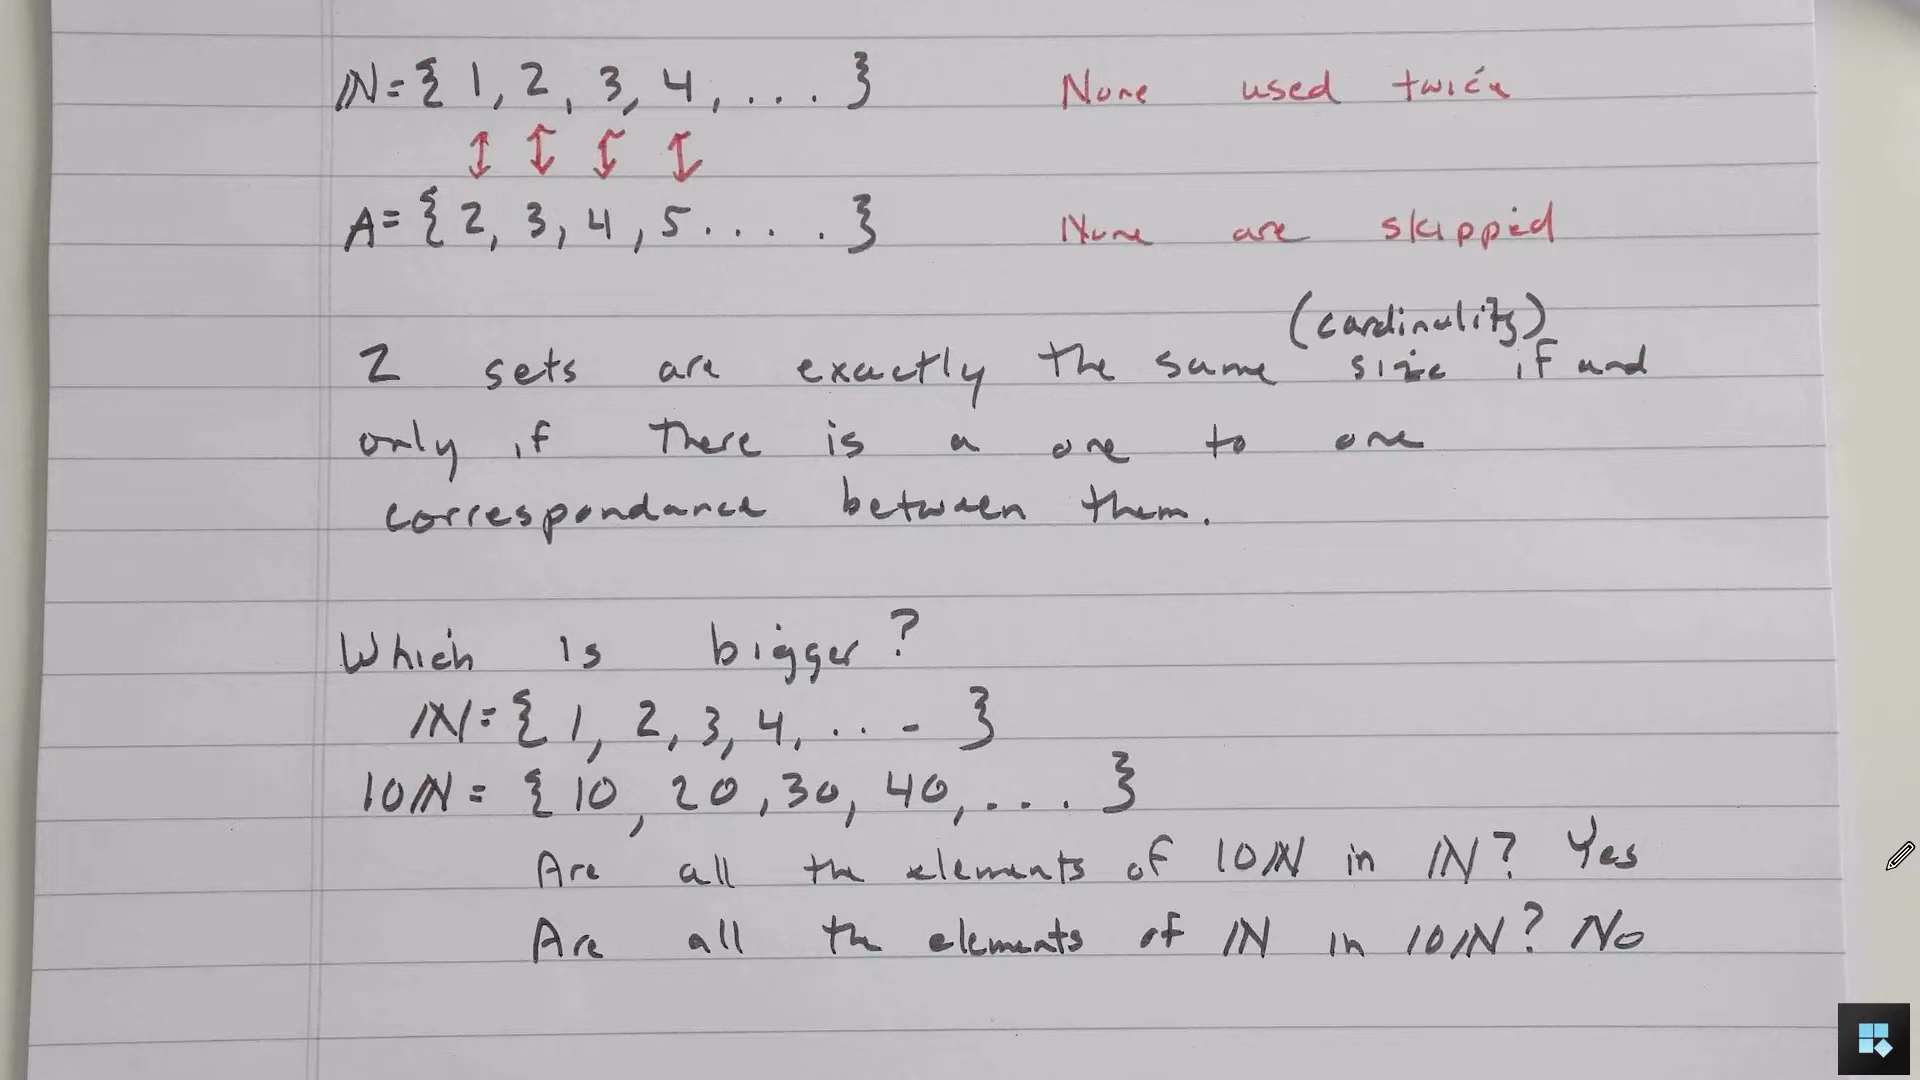 ℕ = { 1, 2, 3, 4, . . . } None used twice
↕ ↕ ↕ ↕
A = { 2, 3, 4, 5 . . . . } None are skipped
(cardinality)
2 sets are exactly the same size if and
only if there is a one to one
correspondance between them.
Which is bigger?
ℕ = { 1, 2, 3, 4, . . . }
10ℕ = { 10, 20, 30, 40, . . . }
Are all the elements of 10ℕ in ℕ? Yes
Are all the elements of ℕ in 10ℕ? No